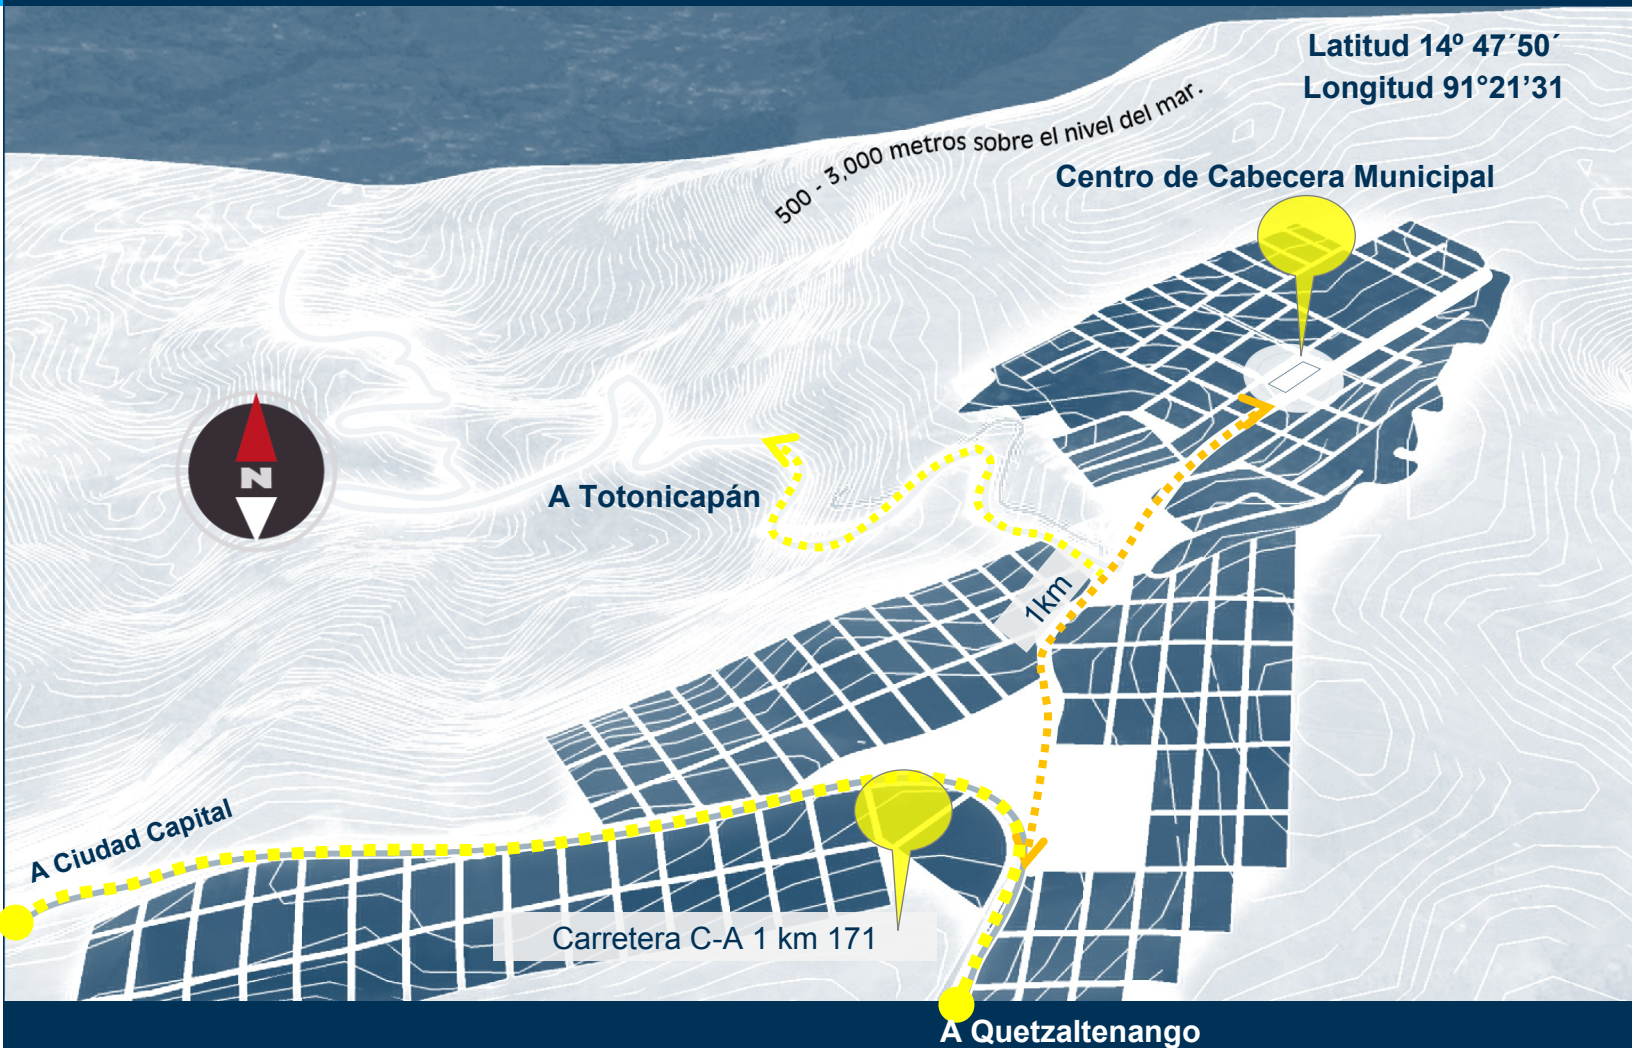 Latitud 14º 47´50´
Longitud 91°21’31
500 - 3,000 metros sobre el nivel del mar.
Centro de Cabecera Municipal
N
A Totonicapán
1km
A Ciudad Capital
Carretera C-A 1 km 171
A Quetzaltenango